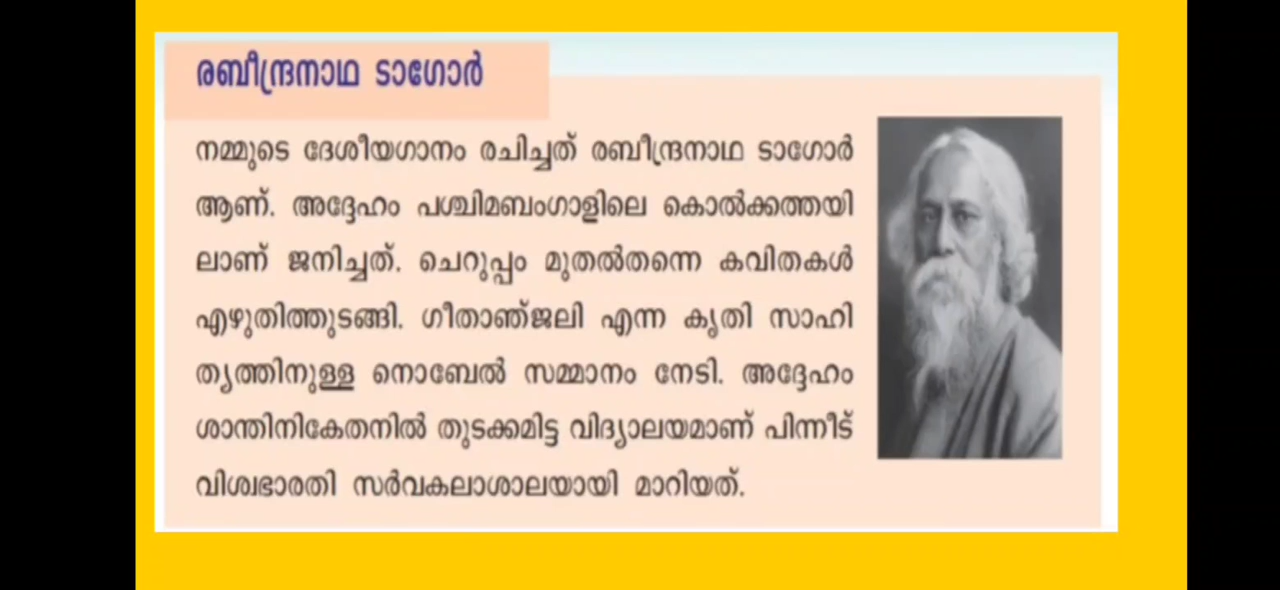 രബീന്ദ്രനാഥ ടാഗോർ
നമ്മുടെ ദേശീയഗാനം രചിച്ചത് രബീന്ദ്രനാഥ ടാഗോർ
ആണ്. അദ്ദേഹം പശ്ചിമബംഗാളിലെ കൊൽക്കത്തയി
ലാണ് ജനിച്ചത്. ചെറുപ്പം മുതൽതന്നെ കവിതകൾ
എഴുതിത്തുടങ്ങി. ഗീതാഞ്ജലി എന്ന കൃതി സാഹി
ത്യത്തിനുള്ള നൊബേൽ സമ്മാനം നേടി. അദ്ദേഹം
ശാന്തിനികേതനിൽ തുടക്കമിട്ട വിദ്യാലയമാണ് പിന്നീട്
വിശ്വഭാരതി സർവകലാശാലയായി മാറിയത്.